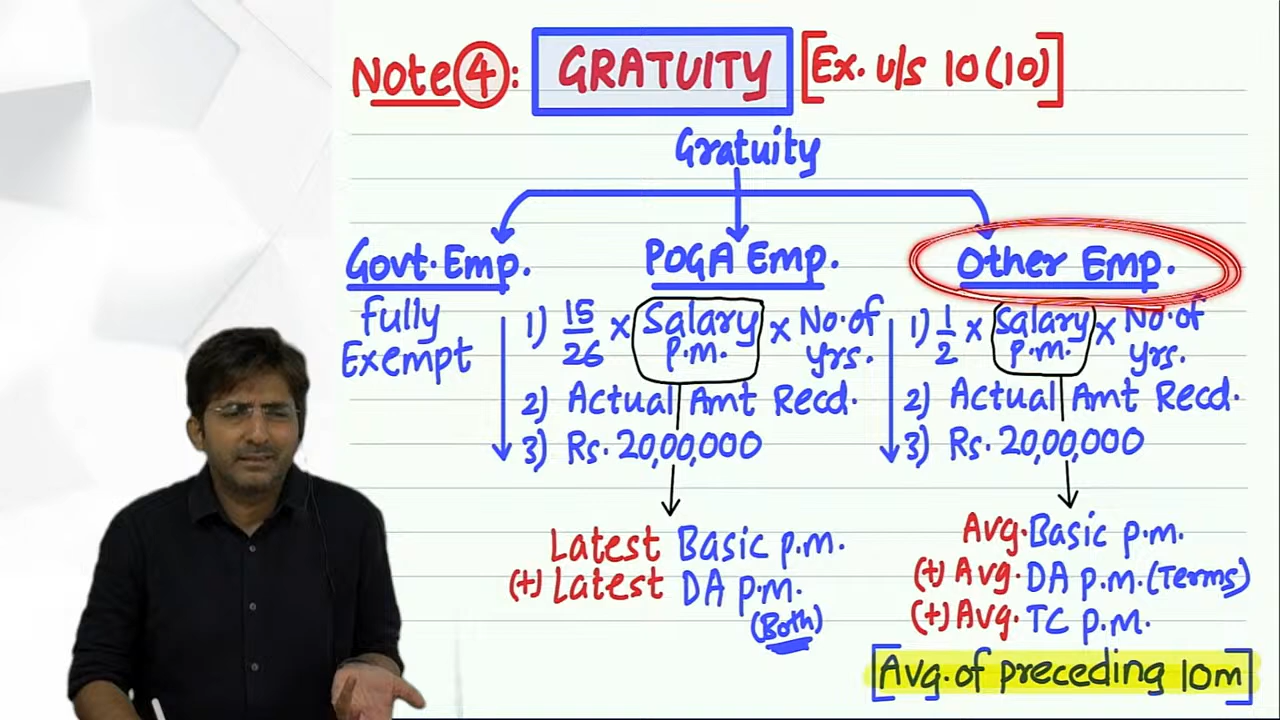 Note 4: GRATUITY [Ex. u/s 10(10)]
Gratuity
Govt. Emp.
Fully
Exempt
POGA Emp.
1) 15/26 × Salary p.m. × No. of yrs.
2) Actual Amt Recd.
3) Rs. 20,00,000
Latest Basic p.m.
(+) Latest DA p.m.
(Both)
Other Emp.
1) 1/2 × Salary p.m. × No. of yrs.
2) Actual Amt Recd.
3) Rs. 20,00,000
Avg. Basic p.m.
(+) Avg. DA p.m. (Terms)
(+) Avg. TC p.m.
[Avg. of preceding 10m]